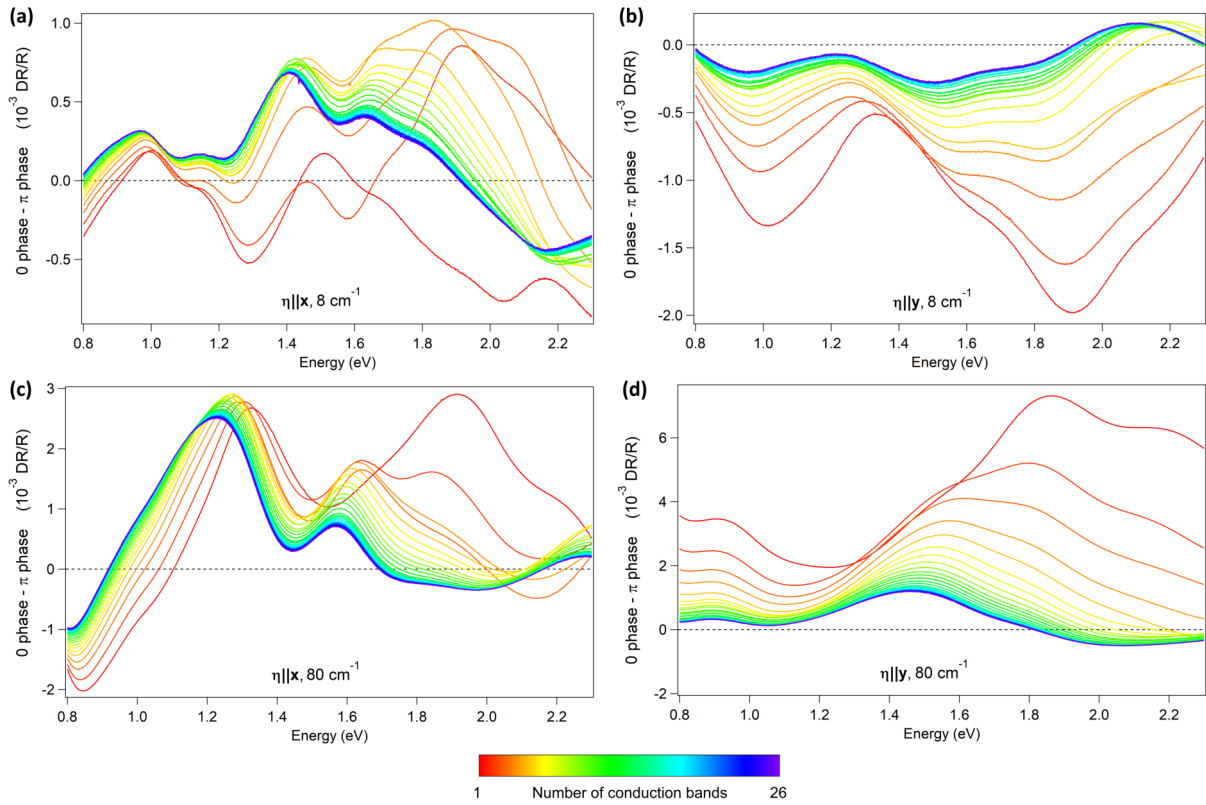 (a)
1.0
0.5
0.0
-0.5
0 phase - π phase (10⁻³ DR/R)
η||x, 8 cm⁻¹
0.8 1.0 1.2 1.4 1.6 1.8 2.0 2.2
Energy (eV)
(b)
0.0
-0.5
-1.0
-1.5
-2.0
0 phase - π phase (10⁻³ DR/R)
η||y, 8 cm⁻¹
0.8 1.0 1.2 1.4 1.6 1.8 2.0 2.2
Energy (eV)
(c)
3
2
1
0
-1
-2
0 phase - π phase (10⁻³ DR/R)
η||x, 80 cm⁻¹
0.8 1.0 1.2 1.4 1.6 1.8 2.0 2.2
Energy (eV)
(d)
6
4
2
0
-2
0 phase - π phase (10⁻³ DR/R)
η||y, 80 cm⁻¹
0.8 1.0 1.2 1.4 1.6 1.8 2.0 2.2
Energy (eV)
1 Number of conduction bands 26